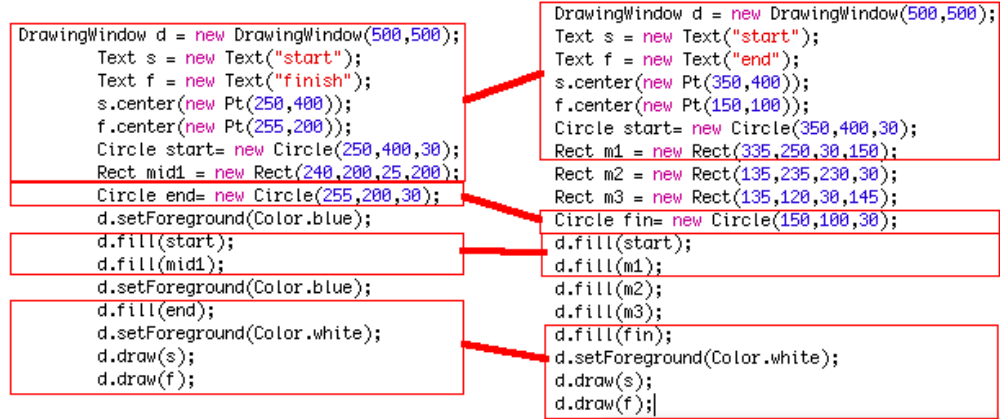 DrawingWindow d = new DrawingWindow(500,500);
Text s = new Text("start");
Text f = new Text("finish");
s.center(new Pt(250,400));
f.center(new Pt(255,200));
Circle start= new Circle(250,400,30);
Rect mid1 = new Rect(240,200,25,200);
Circle end= new Circle(255,200,30);
d.setForeground(Color.blue);
d.fill(start);
d.fill(mid1);
d.setForeground(Color.blue);
d.fill(end);
d.setForeground(Color.white);
d.draw(s);
d.draw(f);
DrawingWindow d = new DrawingWindow(500,500);
Text s = new Text("start");
Text f = new Text("end");
s.center(new Pt(350,400));
f.center(new Pt(150,100));
Circle start= new Circle(350,400,30);
Rect m1 = new Rect(335,250,30,150);
Rect m2 = new Rect(135,235,230,30);
Rect m3 = new Rect(135,120,30,145);
Circle fin= new Circle(150,100,30);
d.fill(start);
d.fill(m1);
d.fill(m2);
d.fill(m3);
d.fill(fin);
d.setForeground(Color.white);
d.draw(s);
d.draw(f);